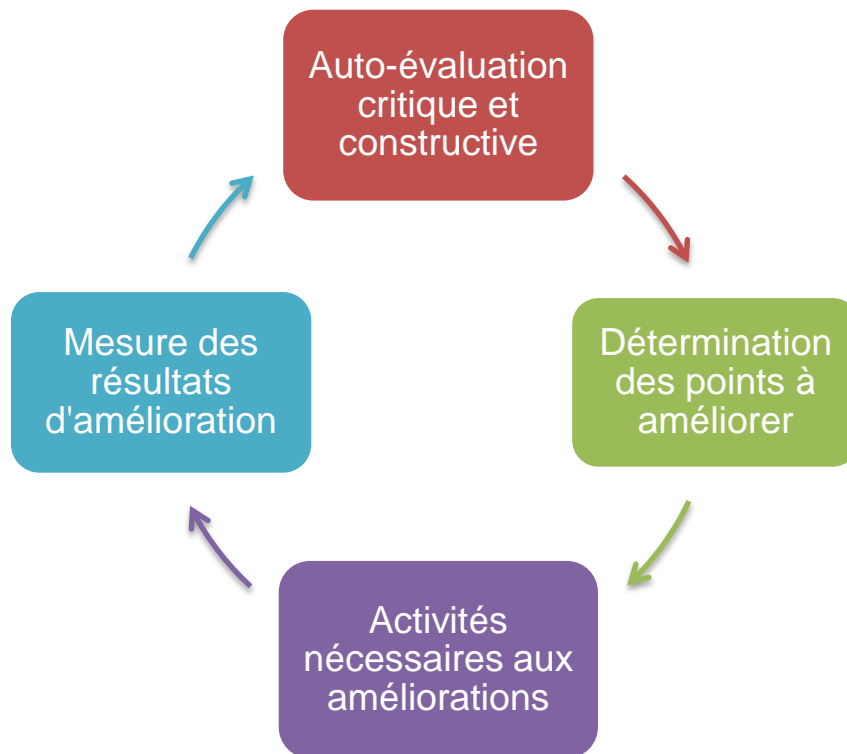 Auto-évaluation
critique et
constructive
Détermination
des points à
améliorer
Activités
nécessaires aux
améliorations
Mesure des
résultats
d'amélioration